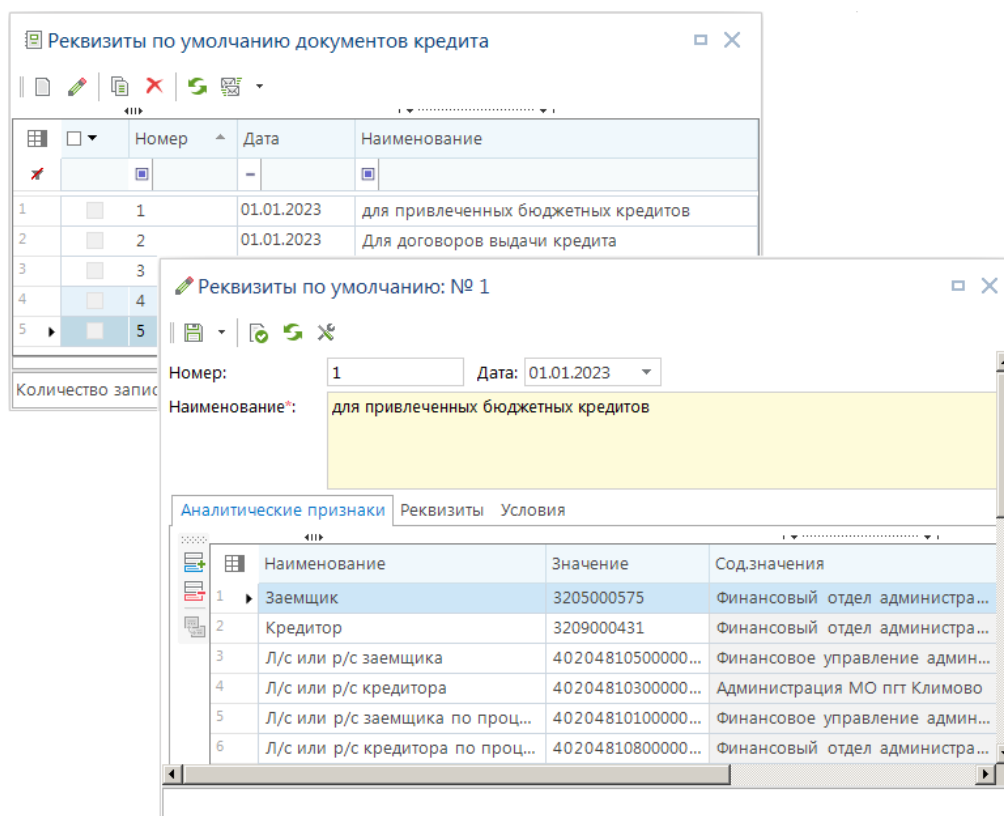 Реквизиты по умолчанию документов кредита
Номер Дата Наименование
1 1 01.01.2023 для привлеченных бюджетных кредитов
2 2 01.01.2023 Для договоров выдачи кредита
3 3
4 4
5 5
Количество запис
Реквизиты по умолчанию: № 1
Номер: 1 Дата: 01.01.2023
Наименование*: для привлеченных бюджетных кредитов
Аналитические признаки Реквизиты Условия
Наименование Значение Сод.значения
1 Заемщик 3205000575 Финансовый отдел администра...
2 Кредитор 3209000431 Финансовый отдел администра...
3 Л/с или р/с заемщика 40204810500000... Финансовое управление админ...
4 Л/с или р/с кредитора 40204810300000... Администрация МО пгт Климово
5 Л/с или р/с заемщика по проц... 40204810100000... Финансовое управление админ...
6 Л/с или р/с кредитора по проц... 40204810800000... Финансовый отдел администра...